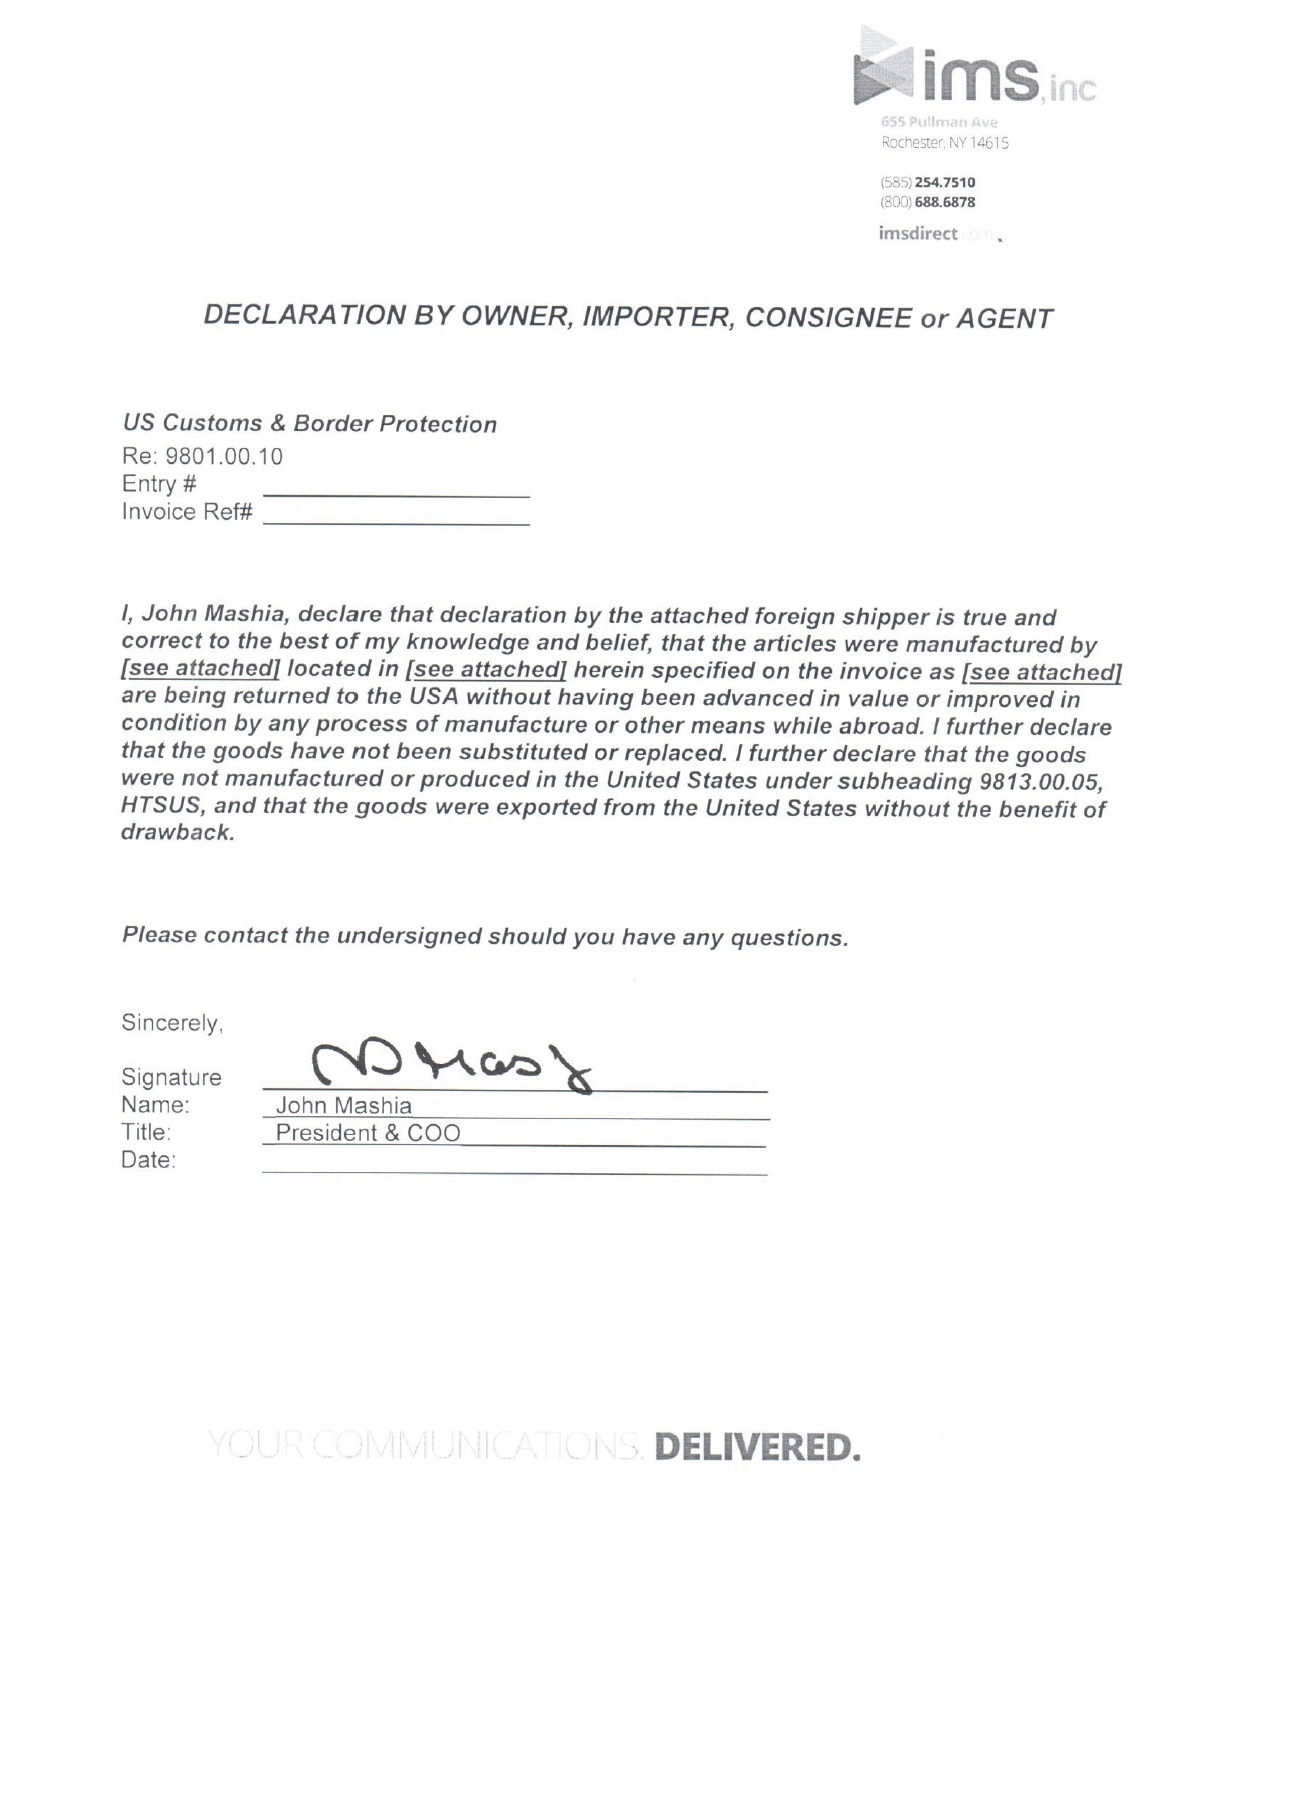 ims, inc
655 Pullman Ave
Rochester, NY 14615
(585) 254.7510
(800) 688.6878
imsdirect.com
DECLARATION BY OWNER, IMPORTER, CONSIGNEE or AGENT
US Customs & Border Protection
Re: 9801.00.10
Entry #
Invoice Ref#
I, John Mashia, declare that declaration by the attached foreign shipper is true and
correct to the best of my knowledge and belief, that the articles were manufactured by
[see attached] located in [see attached] herein specified on the invoice as [see attached]
are being returned to the USA without having been advanced in value or improved in
condition by any process of manufacture or other means while abroad. I further declare
that the goods have not been substituted or replaced. I further declare that the goods
were not manufactured or produced in the United States under subheading 9813.00.05,
HTSUS, and that the goods were exported from the United States without the benefit of
drawback.
Please contact the undersigned should you have any questions.
Sincerely,
Signature
Name: John Mashia
Title: President & COO
Date:
YOUR COMMUNICATIONS. DELIVERED.